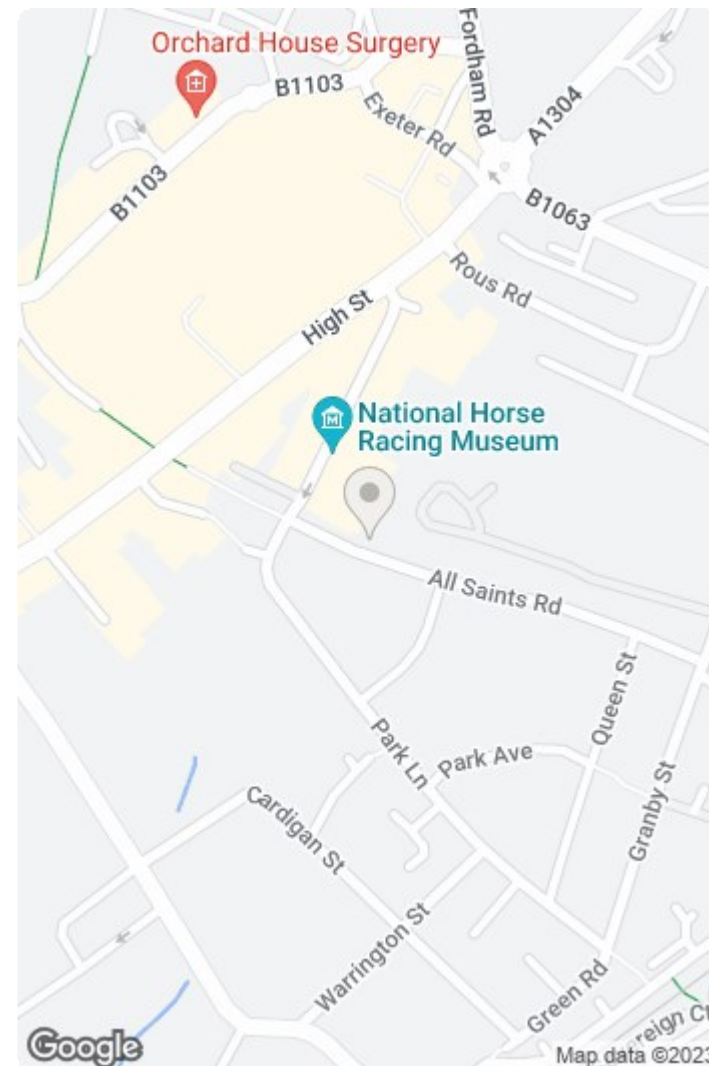 Orchard House Surgery
Fordham Rd
B1103
Exeter Rd
A1304
B1103
B1063
Rous Rd
High St
National Horse
Racing Museum
All Saints Rd
Queen St
Park Ln
Park Ave
Granby St
Cardigan St
Warrington St
Green Rd
Google
Map data ©2023